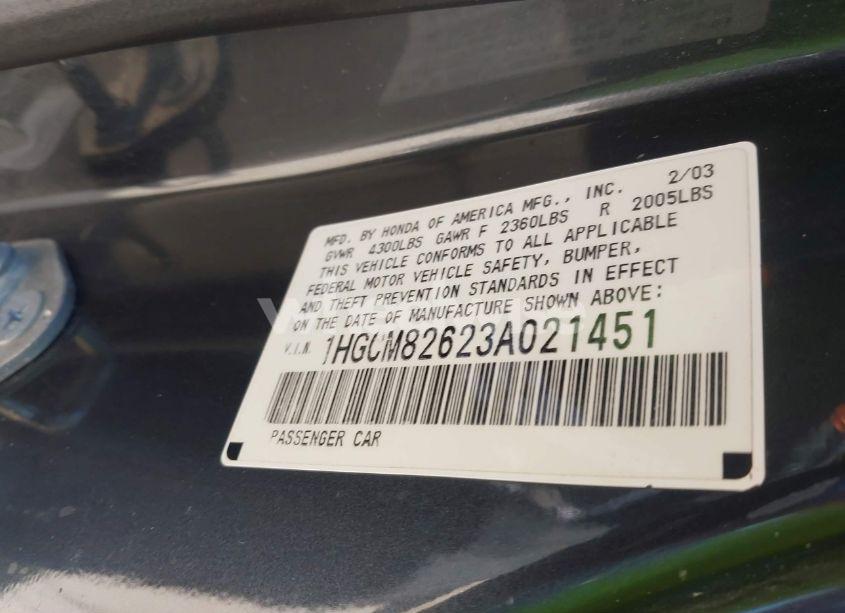 MFD. BY HONDA OF AMERICA MFG., INC. 2/03
GVWR 4300LBS GAWR F 2360LBS R 2005LBS
THIS VEHICLE CONFORMS TO ALL APPLICABLE
FEDERAL MOTOR VEHICLE SAFETY, BUMPER,
AND THEFT PREVENTION STANDARDS IN EFFECT
ON THE DATE OF MANUFACTURE SHOWN ABOVE:
V.I.N. 1HGCM82623A021451
PASSENGER CAR